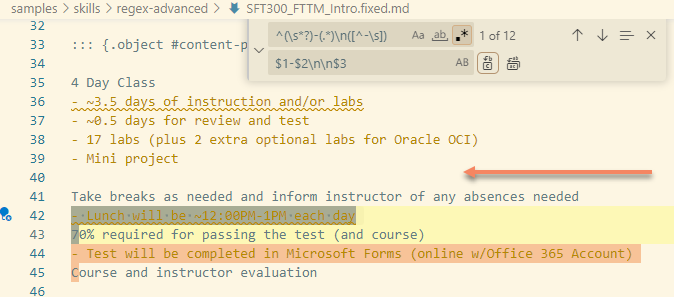 samples > skills > regex-advanced > SFT300_FTTM_Intro.fixed.md
32
33 ::: {.object #content-p
^(\s*?)-(.*)\n([^-\s]) Aa ab .* 1 of 12
$1-$2\n\n$3 AB
34
35 4 Day Class
36 - ~3.5 days of instruction and/or labs
37 - ~0.5 days for review and test
38 - 17 labs (plus 2 extra optional labs for Oracle OCI)
39 - Mini project
40
41 Take breaks as needed and inform instructor of any absences needed
42 - Lunch will be ~12:00PM-1PM each day
43 70% required for passing the test (and course)
44 - Test will be completed in Microsoft Forms (online w/Office 365 Account)
45 Course and instructor evaluation
46